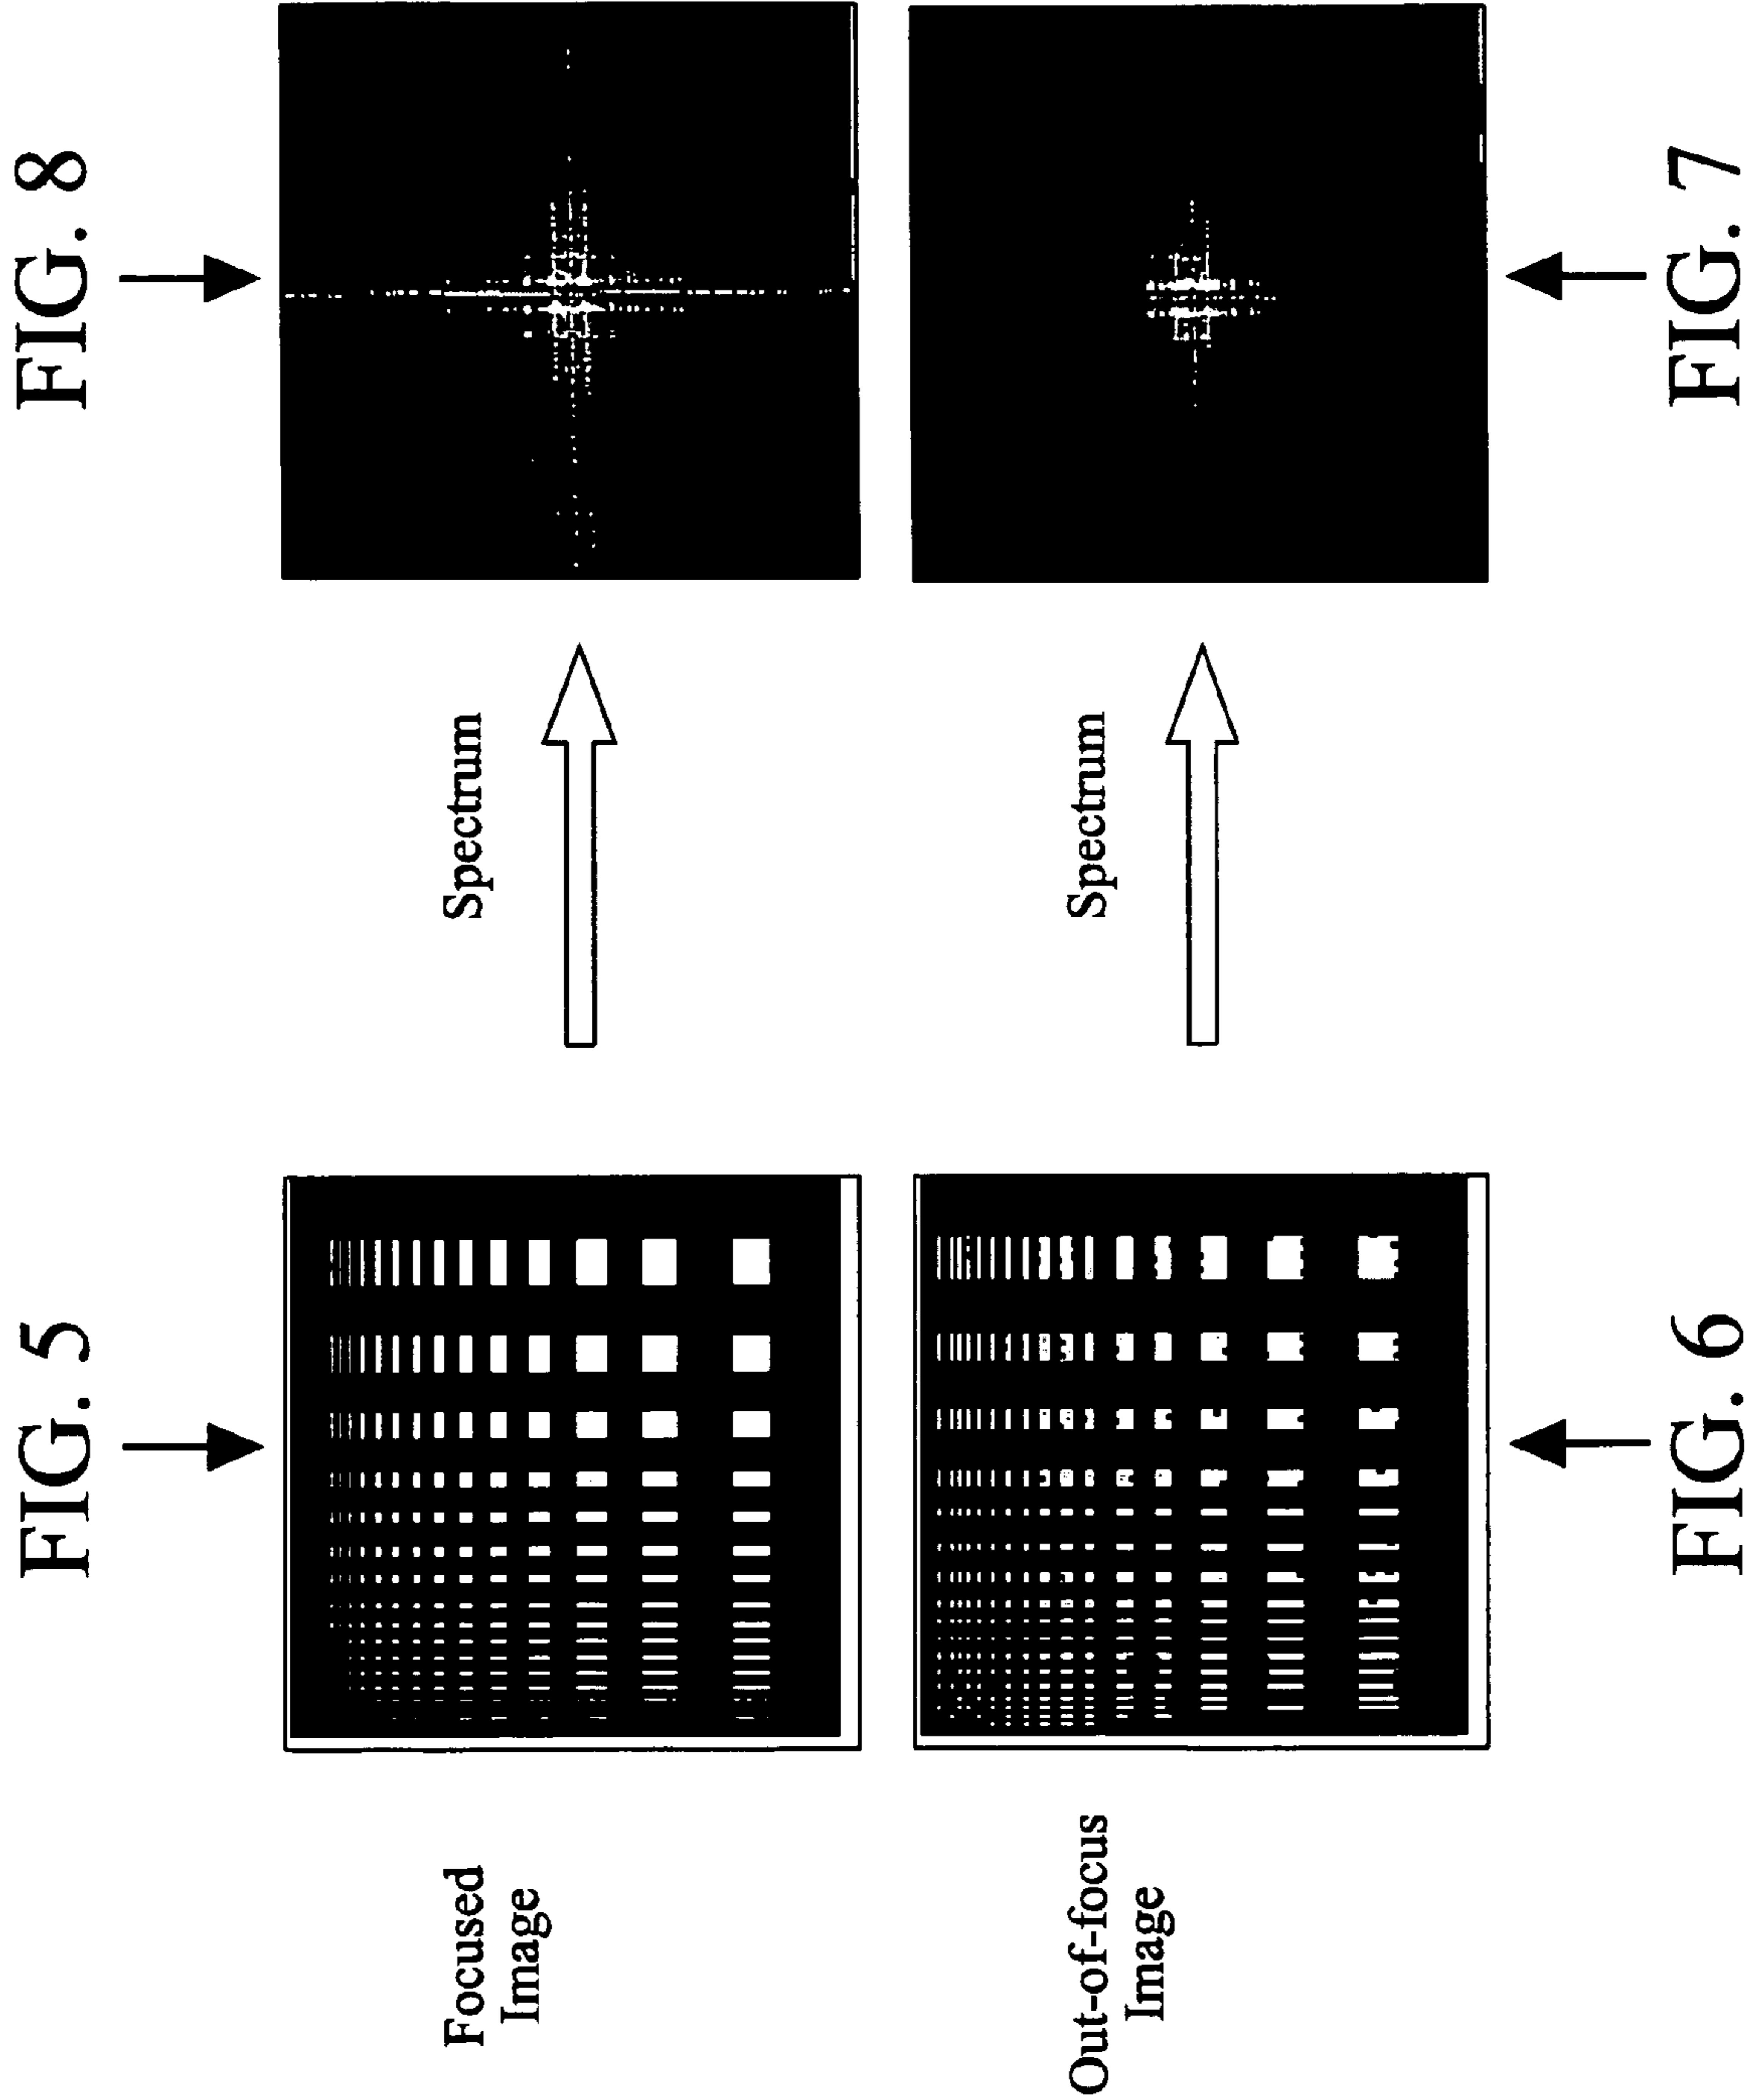 FIG. 5
FIG. 8
Focused
Image
Spectrum
Out-of-focus
Image
Spectrum
FIG. 6
FIG. 7